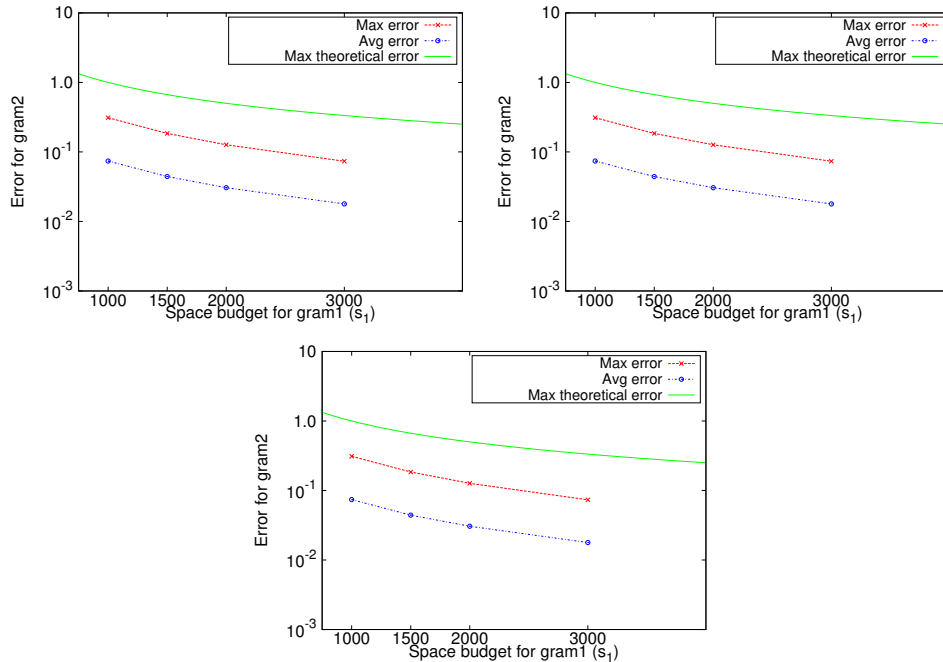 10
1.0
10-1
10-2
10-3
Error for gram2
Max error
Avg error
Max theoretical error
1000 1500 2000 3000
Space budget for gram1 (s1)
10
1.0
10-1
10-2
10-3
Error for gram2
Max error
Avg error
Max theoretical error
1000 1500 2000 3000
Space budget for gram1 (s1)
10
1.0
10-1
10-2
10-3
Error for gram2
Max error
Avg error
Max theoretical error
1000 1500 2000 3000
Space budget for gram1 (s1)